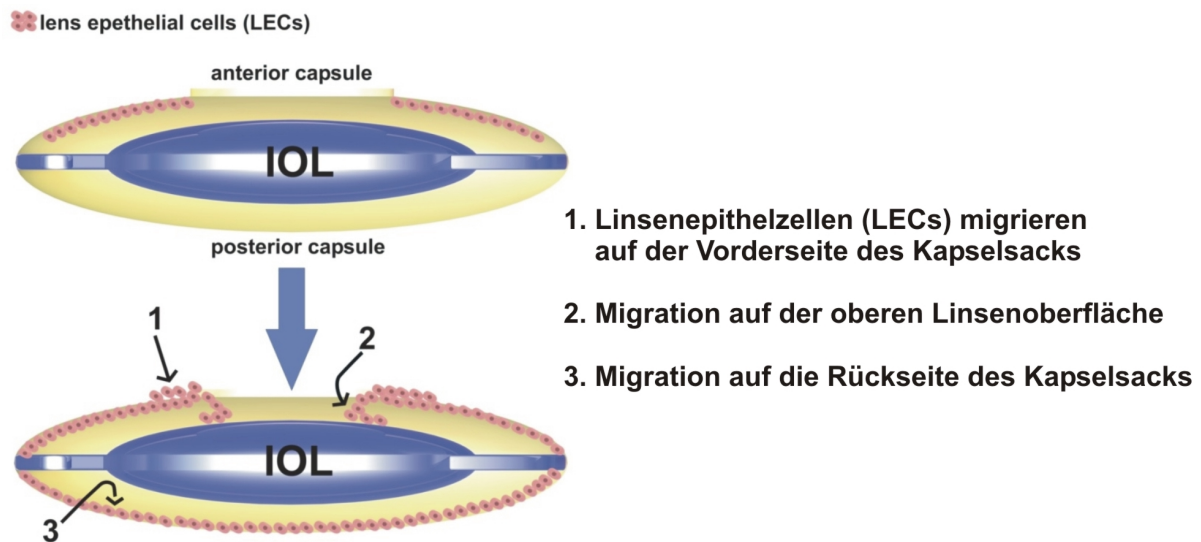 lens epethelial cells (LECs)
anterior capsule
IOL
posterior capsule
1
2
IOL
3
1. Linsenepithelzellen (LECs) migrieren
auf der Vorderseite des Kapselsacks
2. Migration auf der oberen Linsenoberfläche
3. Migration auf die Rückseite des Kapselsacks